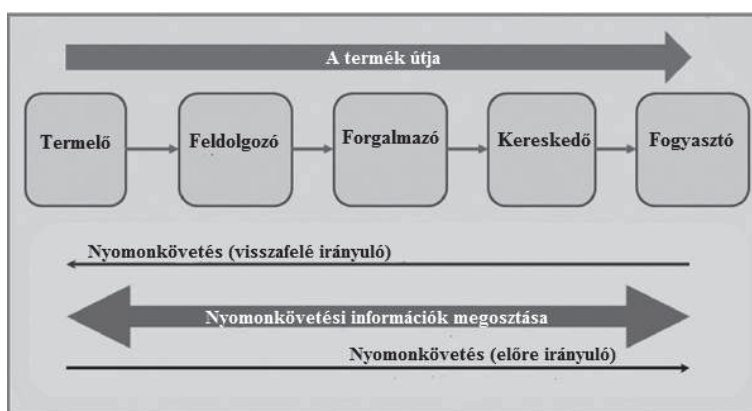 A termék útja
Termelő
Feldolgozó
Forgalmazó
Kereskedő
Fogyasztó
Nyomonkövetés (visszafelé irányuló)
Nyomonkövetési információk megosztása
Nyomonkövetés (előre irányuló)